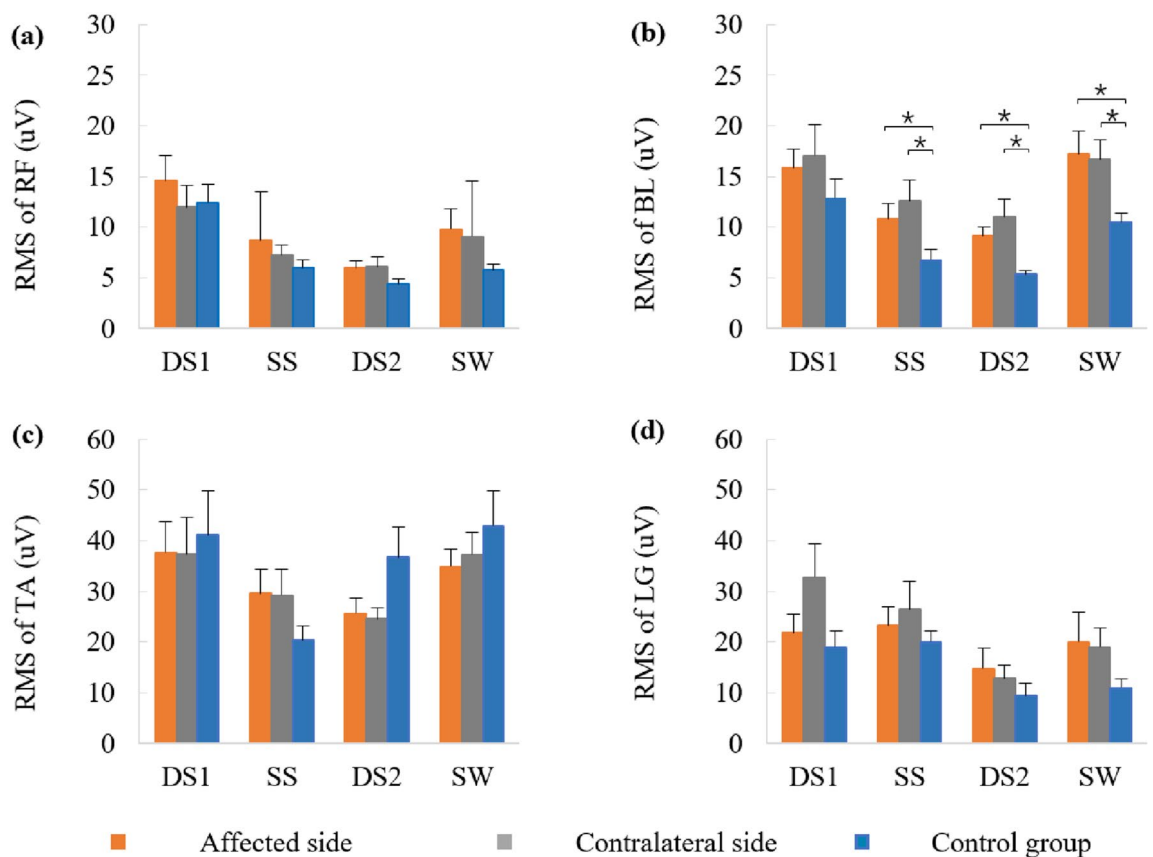 (a)
RMS of RF (uV)
30
25
20
15
10
5
0
DS1 SS DS2 SW
(b)
RMS of BL (uV)
30
25
20
15
10
5
0
* * * * * *
DS1 SS DS2 SW
(c)
RMS of TA (uV)
60
50
40
30
20
10
0
DS1 SS DS2 SW
(d)
RMS of LG (uV)
60
50
40
30
20
10
0
DS1 SS DS2 SW
Affected side Contralateral side Control group